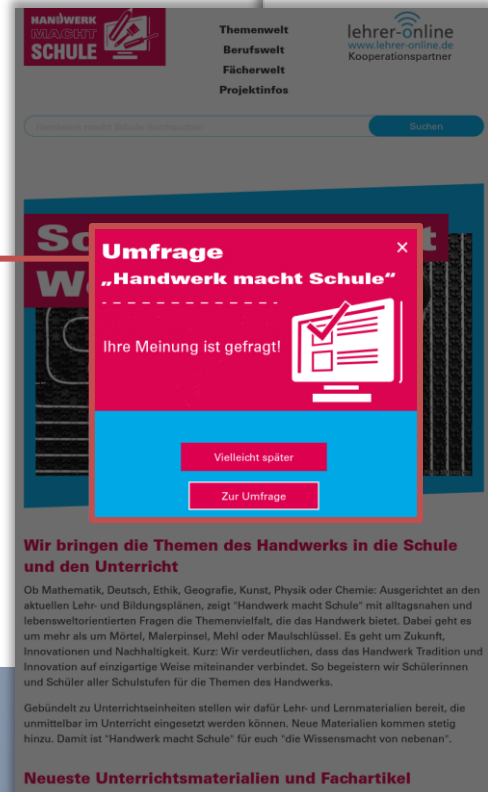 HANDWERK
MACHT
SCHULE
Themenwelt
Berufswelt
Fächerwelt
Projektinfos
lehrer-online
www.lehrer-online.de
Kooperationspartner
Handwerk macht Schule durchsuchen
Suchen
Umfrage
„Handwerk macht Schule“
Ihre Meinung ist gefragt!
Vielleicht später
Zur Umfrage
Wir bringen die Themen des Handwerks in die Schule
und den Unterricht
Ob Mathematik, Deutsch, Ethik, Geografie, Kunst, Physik oder Chemie: Ausgerichtet an den
aktuellen Lehr- und Bildungsplänen, zeigt "Handwerk macht Schule" mit alltagsnahen und
lebensweltorientierten Fragen die Themenvielfalt, die das Handwerk bietet. Dabei geht es
um mehr als um Mörtel, Malerpinsel, Mehl oder Maulschlüssel. Es geht um Zukunft,
Innovationen und Nachhaltigkeit. Kurz: Wir verdeutlichen, dass das Handwerk Tradition und
Innovation auf einzigartige Weise miteinander verbindet. So begeistern wir Schülerinnen
und Schüler aller Schulstufen für die Themen des Handwerks.
Gebündelt zu Unterrichtseinheiten stellen wir dafür Lehr- und Lernmaterialien bereit, die
unmittelbar im Unterricht eingesetzt werden können. Neue Materialien kommen stetig
hinzu. Damit ist "Handwerk macht Schule" für euch "die Wissensmacht von nebenan".
Neueste Unterrichtsmaterialien und Fachartikel